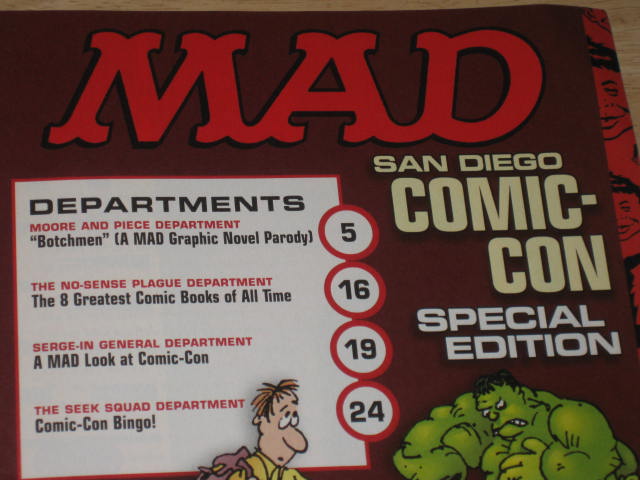 MAD
SAN DIEGO
COMIC-
CON
SPECIAL
EDITION
DEPARTMENTS
MOORE AND PIECE DEPARTMENT
“Botchmen” (A MAD Graphic Novel Parody) 5
THE NO-SENSE PLAGUE DEPARTMENT
The 8 Greatest Comic Books of All Time 16
SERGE-IN GENERAL DEPARTMENT
A MAD Look at Comic-Con 19
THE SEEK SQUAD DEPARTMENT
Comic-Con Bingo! 24